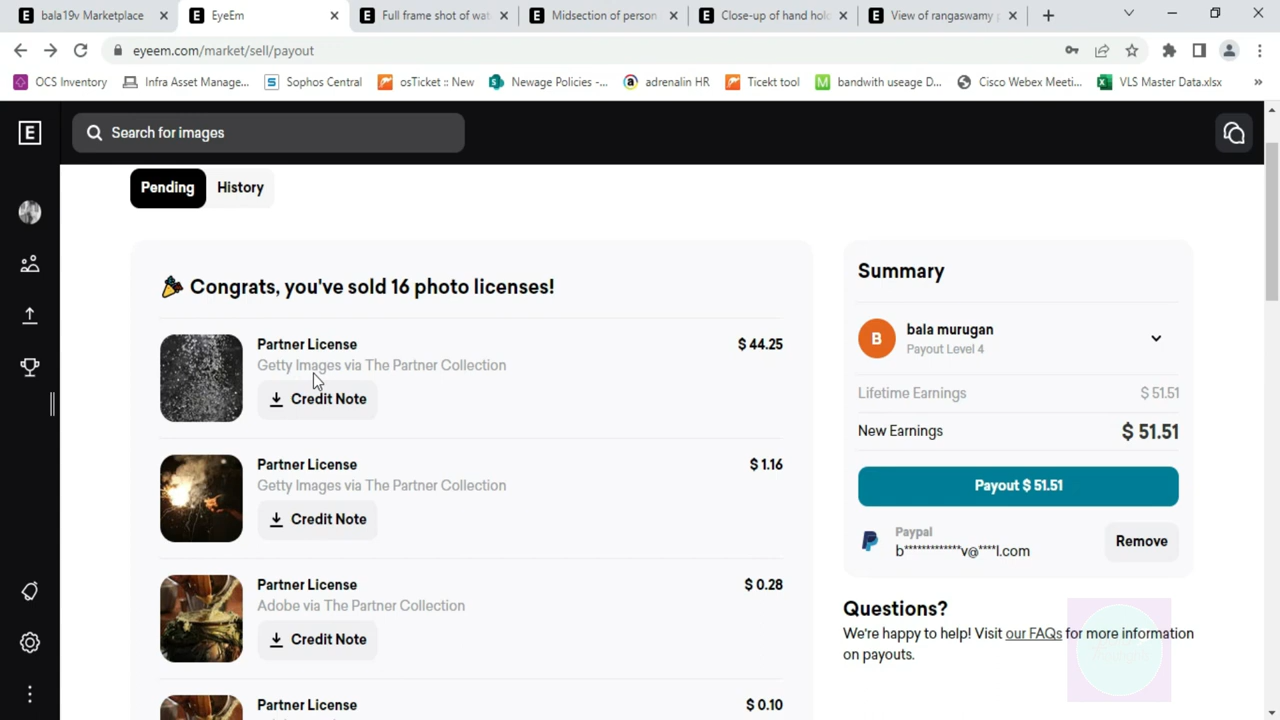 bala19v Marketplace
EyeEm
Full frame shot of wat
Midsection of person
Close-up of hand hol
View of rangaswamy
eyeem.com/market/sell/payout
OCS Inventory
Infra Asset Manage...
S
Sophos Central
osTicket :: New
Newage Policies -...
a
adrenalin HR
Ticekt tool
M
bandwith useage D...
Cisco Webex Meeti...
VLS Master Data.xlsx
»
E
Search for images
Pending
History
Congrats, you've sold 16 photo licenses!
Partner License
$ 44.25
Getty Images via The Partner Collection
Credit Note
Partner License
$ 1.16
Getty Images via The Partner Collection
Credit Note
Partner License
$ 0.28
Adobe via The Partner Collection
Credit Note
Partner License
$ 0.10
Summary
B
bala murugan
Payout Level 4
Lifetime Earnings
$ 51.51
New Earnings
$ 51.51
Payout $ 51.51
Paypal
b*************v@****l.com
Remove
Questions?
We're happy to help! Visit our FAQs for more information
on payouts.